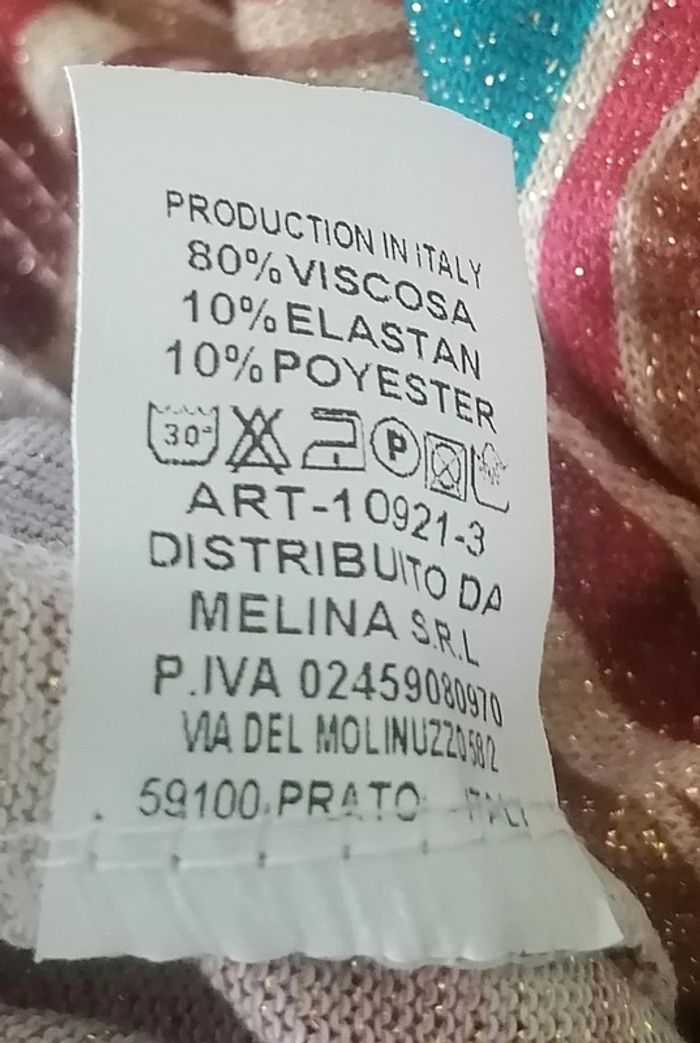 PRODUCTION IN ITALY
80% VISCOSA
10% ELASTAN
10% POYESTER
30° P
ART-10921-3
DISTRIBUITO DA
MELINA S.R.L
P.IVA 02459080970
VIA DEL MOLINUZZO 58/2
59100 PRATO ITALY